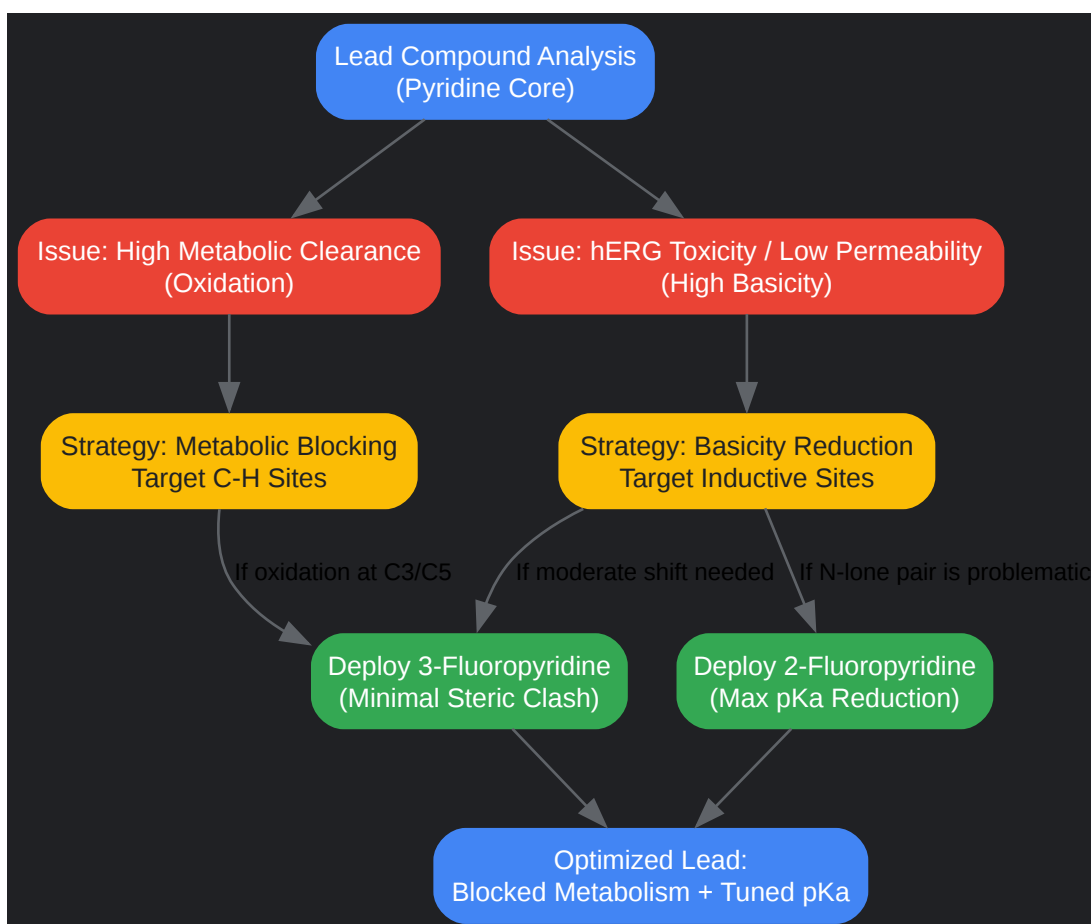 Lead Compound Analysis
(Pyridine Core)
Issue: High Metabolic Clearance
(Oxidation)
Issue: hERG Toxicity / Low Permeability
(High Basicity)
Strategy: Metabolic Blocking
Target C-H Sites
Strategy: Basicity Reduction
Target Inductive Sites
If oxidation at C3/C5
If moderate shift needed
If N-lone pair is problematic
Deploy 3-Fluoropyridine
(Minimal Steric Clash)
Deploy 2-Fluoropyridine
(Max pKa Reduction)
Optimized Lead:
Blocked Metabolism + Tuned pKa